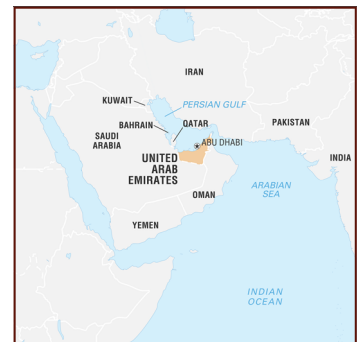 IRAN
KUWAIT
PERSIAN GULF
BAHRAIN
QATAR
PAKISTAN
SAUDI
ARABIA
ABU DHABI
UNITED
ARAB
EMIRATES
INDIA
ARABIAN
SEA
OMAN
YEMEN
INDIAN
OCEAN